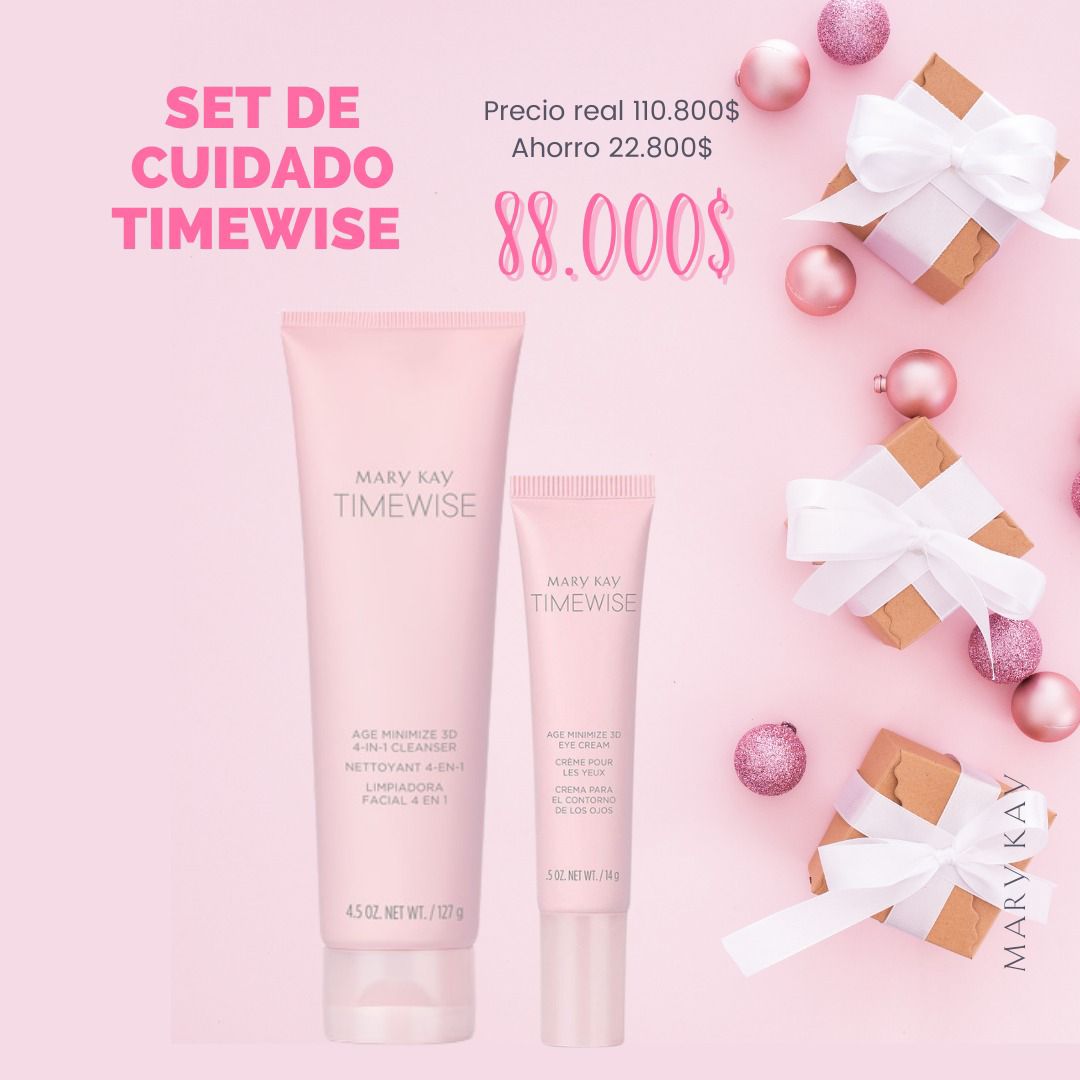 SET DE
CUIDADO
TIMEWISE
Precio real 110.800$
Ahorro 22.800$
88.000$
MARY KAY
TIMEWISE
AGE MINIMIZE 3D
4-IN-1 CLEANSER
NETTOYANT 4-EN-1
LIMPIADORA
FACIAL 4 EN 1
4.5 OZ. NET WT. / 127 g
MARY KAY
TIMEWISE
AGE MINIMIZE 3D
EYE CREAM
CRÈME POUR
LES YEUX
CREMA PARA
EL CONTORNO
DE LOS OJOS
.5 OZ. NET WT. / 14 g
MARY KAY